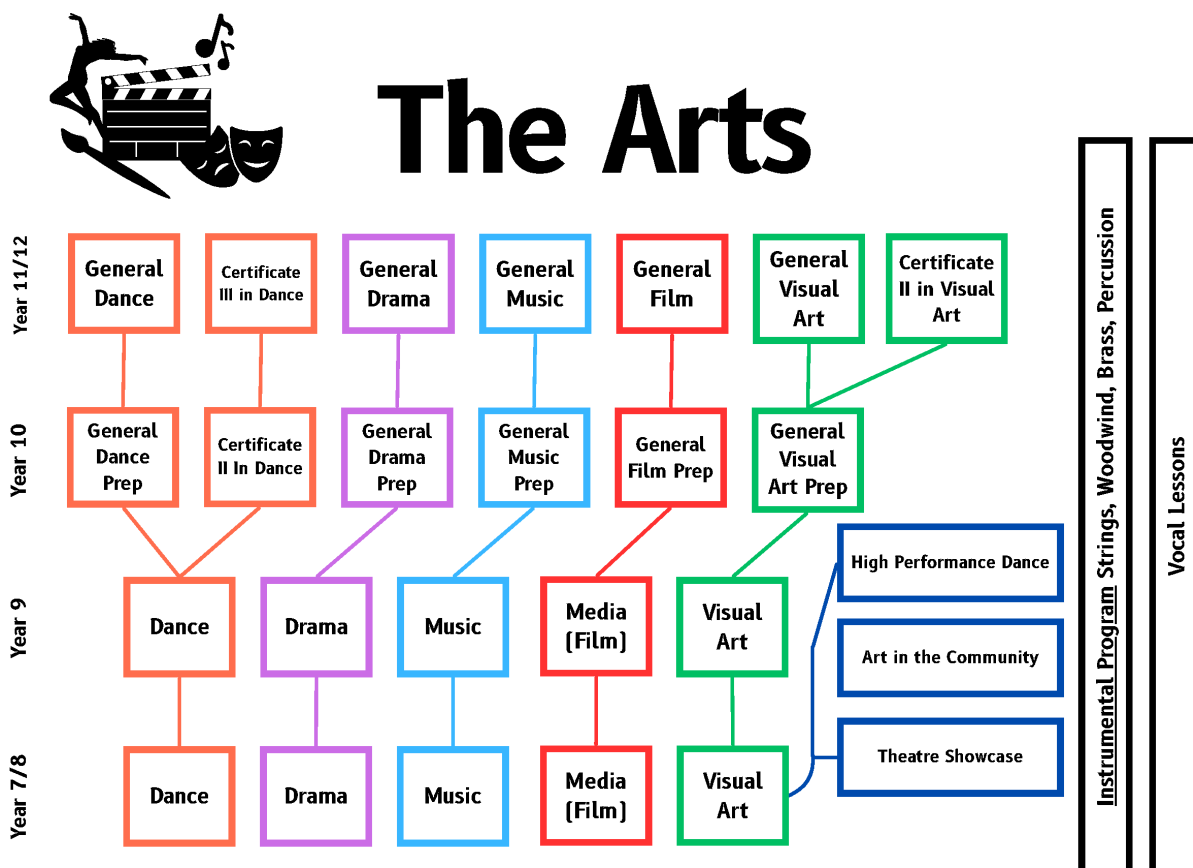 The Arts
Year 11/12
General
Dance
Certificate
III in Dance
General
Drama
General
Music
General
Film
General
Visual
Art
Certificate
II in Visual
Art
Year 10
General
Dance
Prep
Certificate
II In Dance
General
Drama
Prep
General
Music
Prep
General
Film Prep
General
Visual
Art Prep
Year 9
Dance
Drama
Music
Media
(Film)
Visual
Art
High Performance Dance
Art in the Community
Theatre Showcase
Year 7/8
Dance
Drama
Music
Media
(Film)
Visual
Art
Instrumental Program Strings, Woodwind, Brass, Percussion
Vocal Lessons